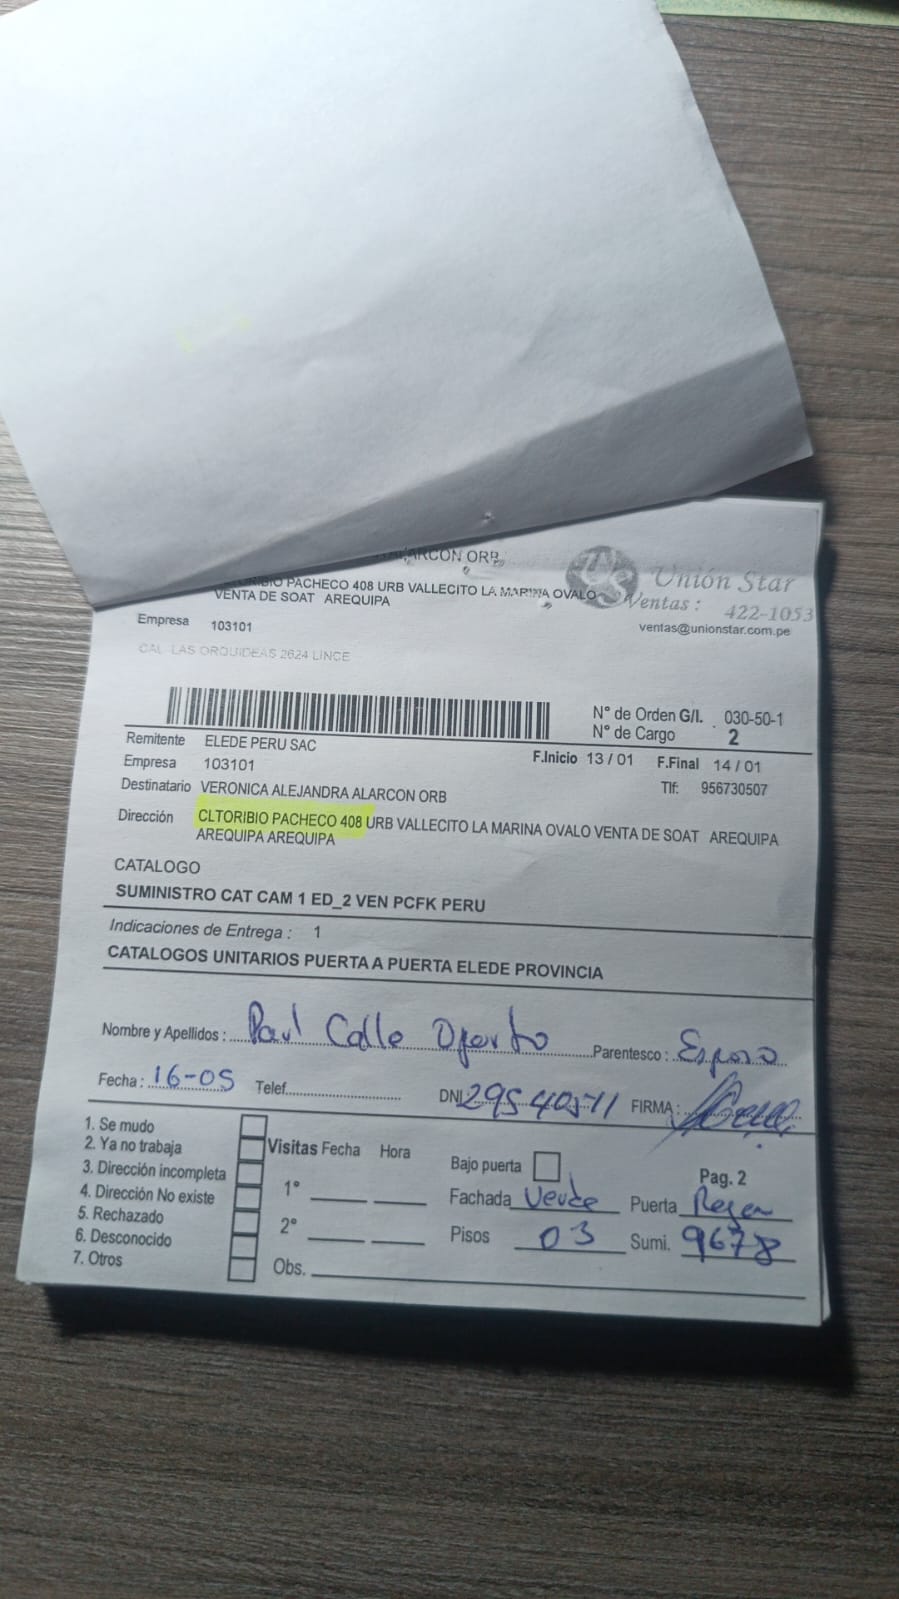 ALARCON ORB
TORIBIO PACHECO 408 URB VALLECITO LA MARINA OVALO
VENTA DE SOAT AREQUIPA
Unión Star
Ventas : 422-1053
ventas@unionstar.com.pe
Empresa 103101
CAL LAS ORQUIDEAS 2624 LINCE
N° de Orden G/I. 030-50-1
N° de Cargo 2
Remitente ELEDE PERU SAC
F.Inicio 13 / 01 F.Final 14 / 01
Empresa 103101
Tlf: 956730507
Destinatario VERONICA ALEJANDRA ALARCON ORB
Dirección CLTORIBIO PACHECO 408 URB VALLECITO LA MARINA OVALO VENTA DE SOAT AREQUIPA
AREQUIPA AREQUIPA
CATALOGO
SUMINISTRO CAT CAM 1 ED_2 VEN PCFK PERU
Indicaciones de Entrega : 1
CATALOGOS UNITARIOS PUERTA A PUERTA ELEDE PROVINCIA
Nombre y Apellidos : Paul Calle Parentesco : Esposo
Fecha : 16-05 Telef. DNI 29540511 FIRMA :
1. Se mudo
2. Ya no trabaja
3. Dirección incompleta
4. Dirección No existe
5. Rechazado
6. Desconocido
7. Otros
Visitas Fecha Hora
1°
2°
Obs.
Bajo puerta
Pag. 2
Fachada Verde Puerta
Pisos 03 Sumi. 9678